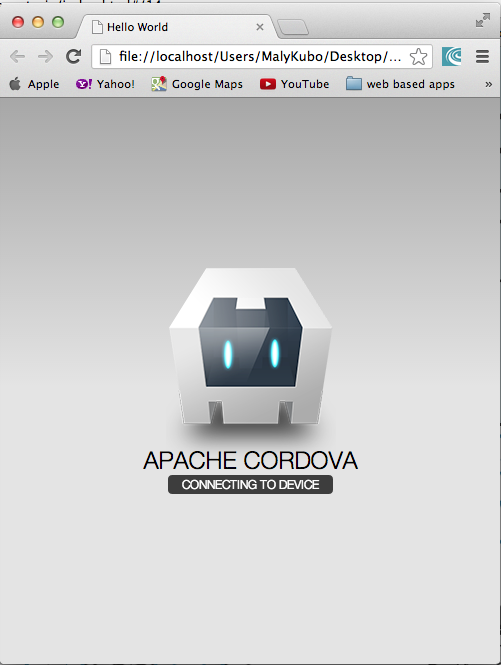 Hello World
file://localhost/Users/MalyKubo/Desktop/...
Apple Yahoo! Google Maps YouTube web based apps »
APACHE CORDOVA
CONNECTING TO DEVICE